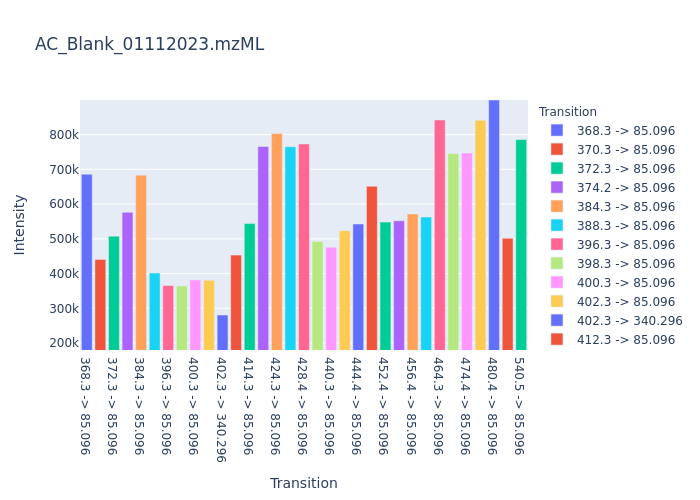 AC_Blank_01112023.mzML
Transition
368.3 -> 85.096
370.3 -> 85.096
372.3 -> 85.096
374.2 -> 85.096
384.3 -> 85.096
388.3 -> 85.096
396.3 -> 85.096
398.3 -> 85.096
400.3 -> 85.096
402.3 -> 85.096
402.3 -> 340.296
412.3 -> 85.096
Intensity
800k
700k
600k
500k
400k
300k
200k
368.3 -> 85.096
372.3 -> 85.096
384.3 -> 85.096
396.3 -> 85.096
400.3 -> 85.096
402.3 -> 340.296
414.3 -> 85.096
424.3 -> 85.096
428.4 -> 85.096
440.3 -> 85.096
444.4 -> 85.096
452.4 -> 85.096
456.4 -> 85.096
464.3 -> 85.096
474.4 -> 85.096
480.4 -> 85.096
540.5 -> 85.096
Transition